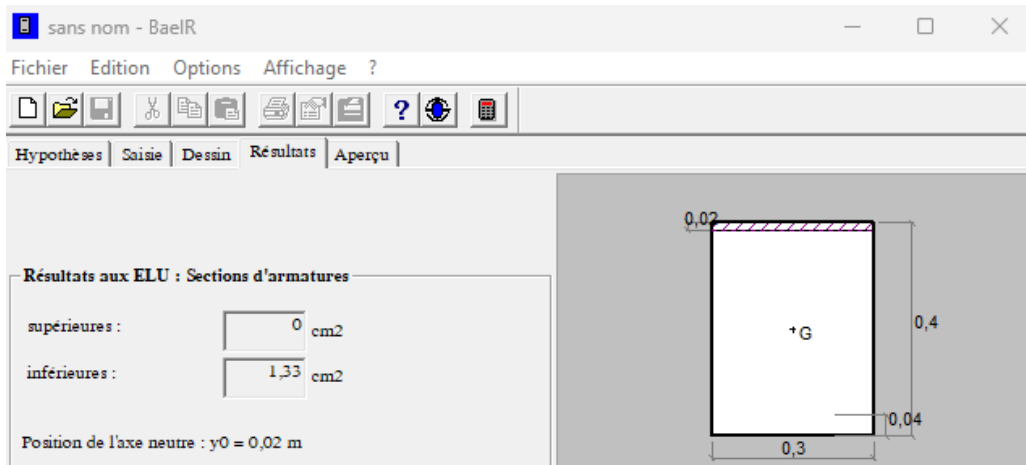 sans nom - BaelR
Fichier Edition Options Affichage ?
Hypothèses Saisie Dessin Résultats Aperçu
Résultats aux ELU : Sections d'armatures
supérieures : 0 cm2
inférieures : 1,33 cm2
Position de l'axe neutre : y0 = 0,02 m
0,02
G
0,4
0,04
0,3